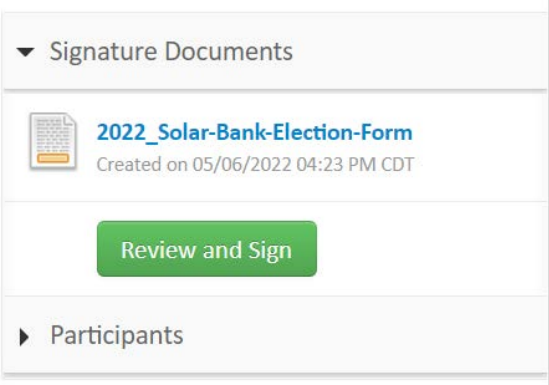 Signature Documents
2022_Solar-Bank-Election-Form
Created on 05/06/2022 04:23 PM CDT
Review and Sign
Participants